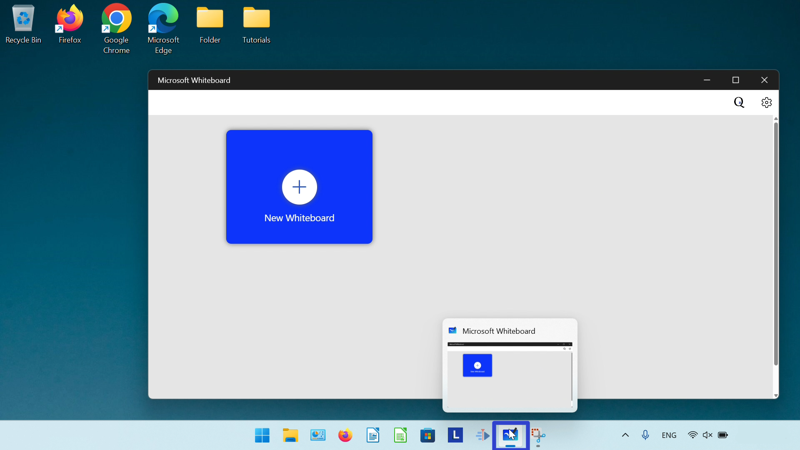 Recycle Bin
Firefox
Google
Chrome
Microsoft
Edge
Folder
Tutorials
Microsoft Whiteboard
New Whiteboard
Microsoft Whiteboard
L
ENG